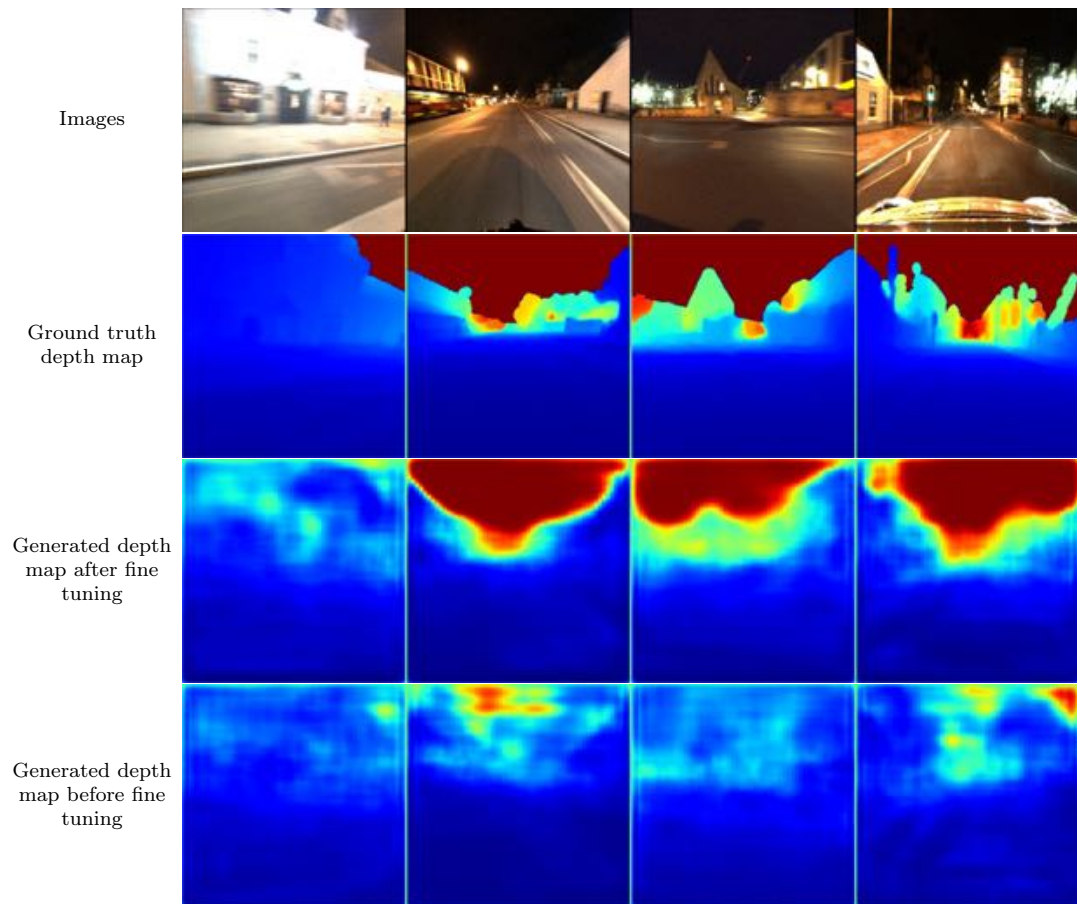 Images
Ground truth
depth map
Generated depth
map after fine
tuning
Generated depth
map before fine
tuning